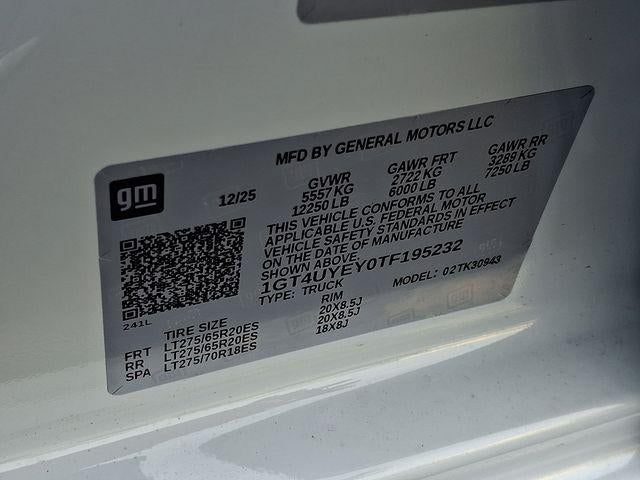 MFD BY GENERAL MOTORS LLC
gm
12/25
GVWR GAWR FRT GAWR RR
5557 KG 2722 KG 3289 KG
12250 LB 6000 LB 7250 LB
THIS VEHICLE CONFORMS TO ALL
APPLICABLE U.S. FEDERAL MOTOR
VEHICLE SAFETY STANDARDS IN EFFECT
ON THE DATE OF MANUFACTURE
SHOWN ABOVE.
1GT4UYEY0TF195232
TYPE: TRUCK MODEL: 02TK30943
241L
TIRE SIZE RIM
FRT LT275/65R20ES 20X8.5J
RR LT275/65R20ES 20X8.5J
SPA LT275/70R18ES 18X8J